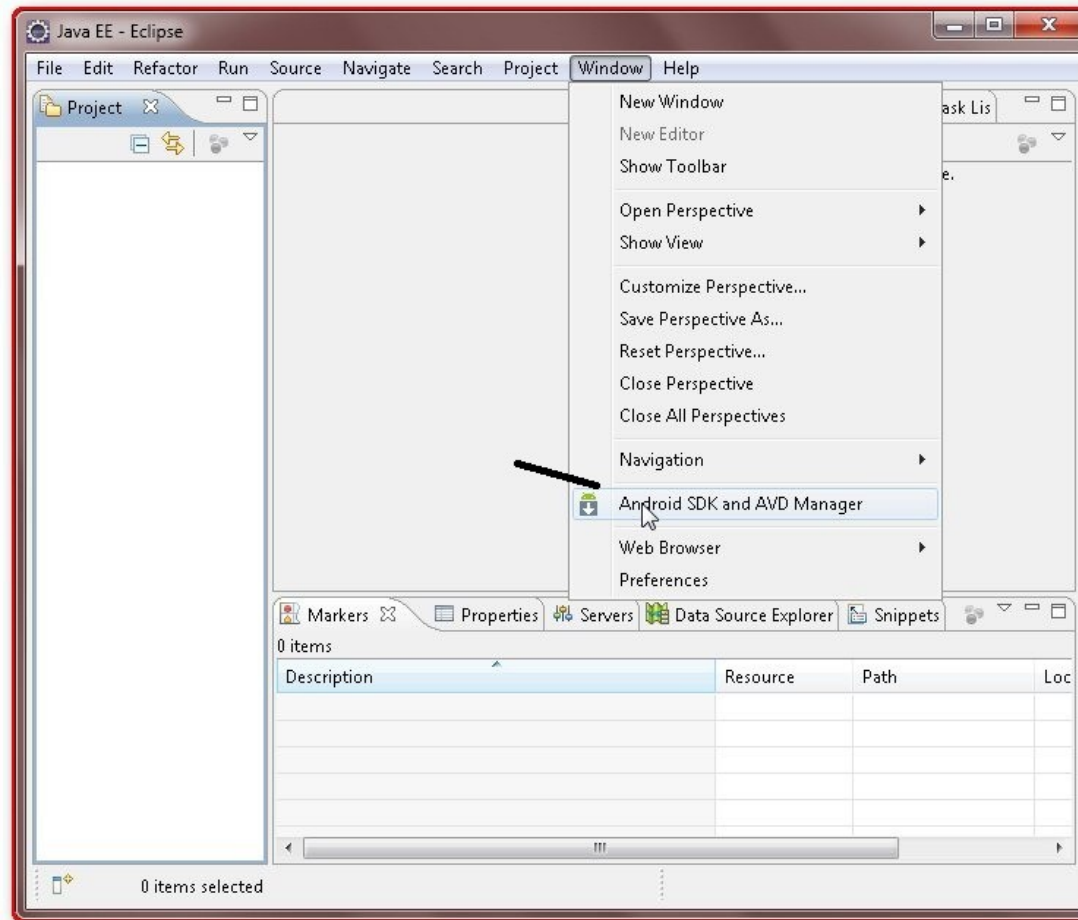 Java EE - Eclipse
File Edit Refactor Run Source Navigate Search Project Window Help
Project
ask Lis
e.
New Window
New Editor
Show Toolbar
Open Perspective
Show View
Customize Perspective...
Save Perspective As...
Reset Perspective...
Close Perspective
Close All Perspectives
Navigation
Android SDK and AVD Manager
Web Browser
Preferences
Markers Properties Servers Data Source Explorer Snippets
0 items
Description Resource Path Loc
0 items selected